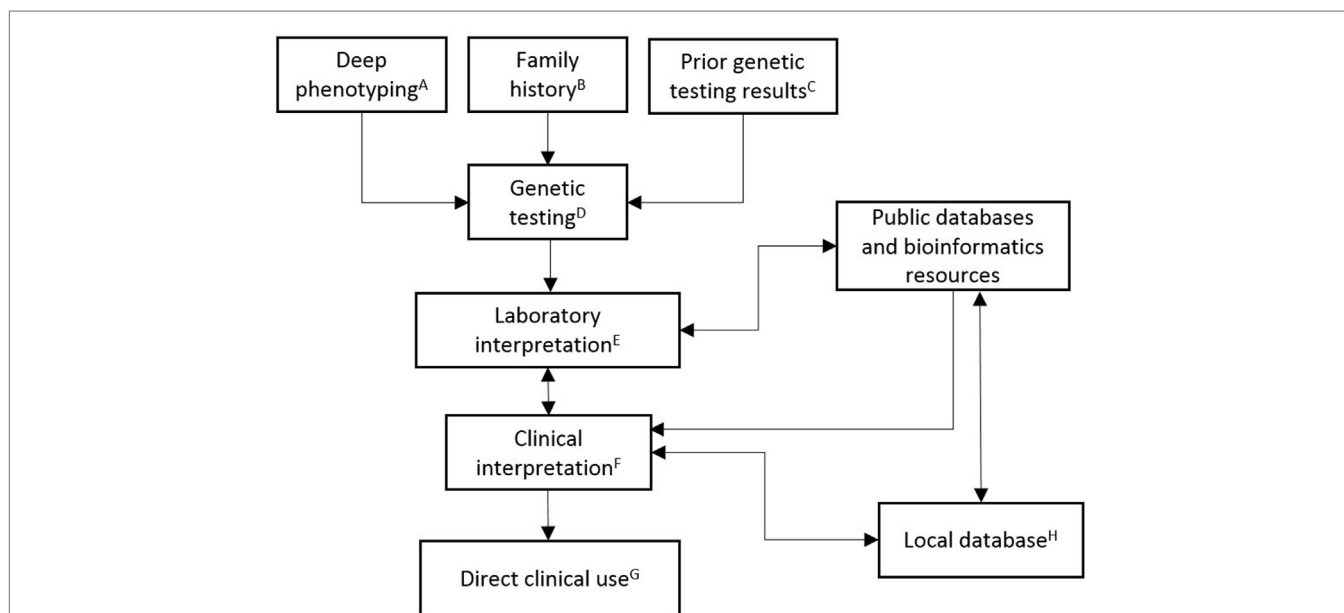 Deep
phenotypingᴬ
Family
historyᴮ
Prior genetic
testing resultsᶜ
Genetic
testingᴰ
Public databases
and bioinformatics
resources
Laboratory
interpretationᴱ
Clinical
interpretationF
Local databaseᴴ
Direct clinical useᴳ